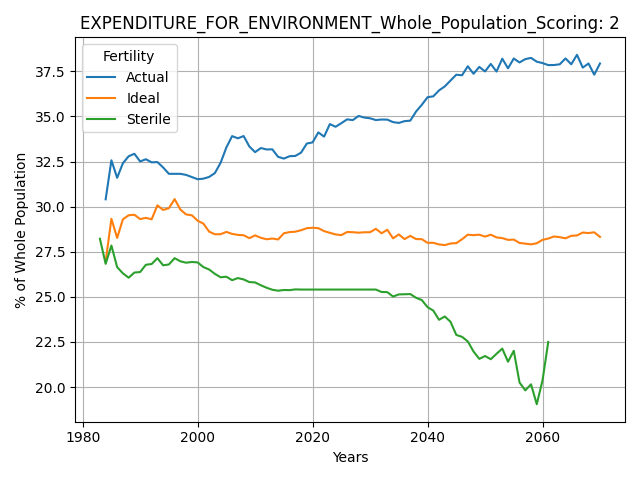 EXPENDITURE_FOR_ENVIRONMENT_Whole_Population_Scoring: 2
Fertility
Actual
Ideal
Sterile
% of Whole Population
37.5
35.0
32.5
30.0
27.5
25.0
22.5
20.0
1980 2000 2020 2040 2060
Years